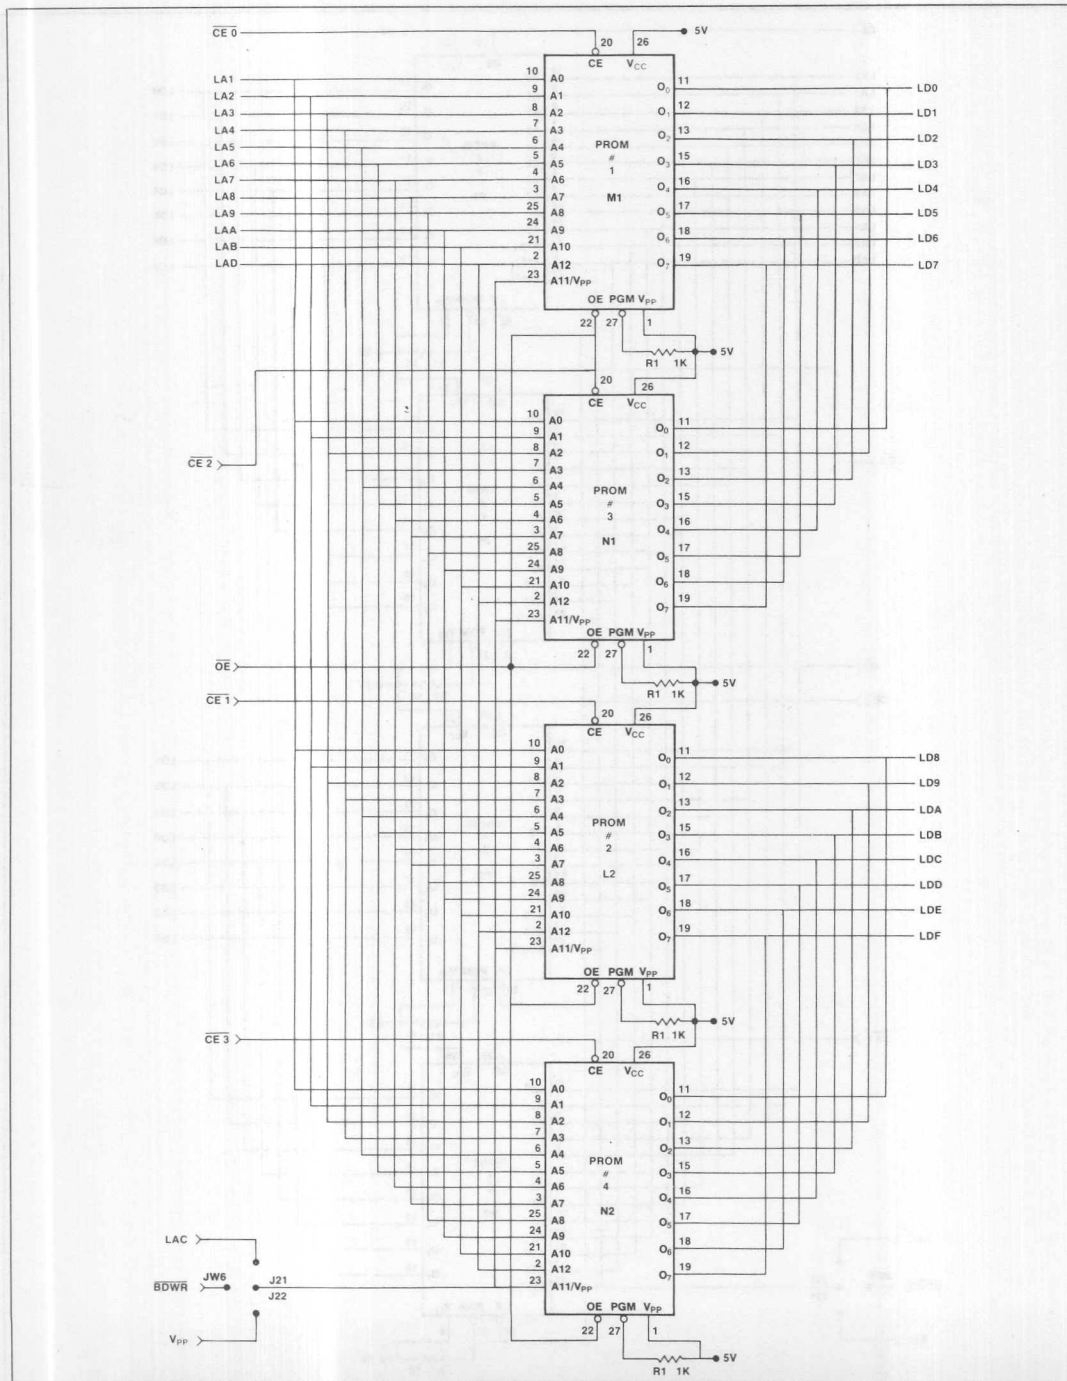 CE 0
20
26
5V
CE
VCC
LA1
10
A0
O0
11
LD0
LA2
9
A1
O1
12
LD1
LA3
8
A2
O2
13
LD2
LA4
7
A3
O3
15
LD3
LA5
6
A4
O4
16
LD4
LA6
5
A5
O5
17
LD5
LA7
4
A6
O6
18
LD6
LA8
3
A7
O7
19
LD7
LA9
25
A8
LAA
24
A9
LAB
21
A10
LAD
2
A12
23
A11/VPP
PROM
#
1
M1
OE PGM VPP
22
27
1
5V
R1 1K
CE 2
20
26
CE
VCC
10
A0
O0
11
9
A1
O1
12
8
A2
O2
13
7
A3
O3
15
6
A4
O4
16
5
A5
O5
17
4
A6
O6
18
3
A7
O7
19
25
A8
24
A9
21
A10
2
A12
23
A11/VPP
PROM
#
3
N1
OE PGM VPP
22
27
1
OE
5V
R1 1K
CE 1
20
26
CE
VCC
10
A0
O0
11
LD8
9
A1
O1
12
LD9
8
A2
O2
13
LDA
7
A3
O3
15
LDB
6
A4
O4
16
LDC
5
A5
O5
17
LDD
4
A6
O6
18
LDE
3
A7
O7
19
LDF
25
A8
24
A9
21
A10
2
A12
23
A11/VPP
PROM
#
2
L2
OE PGM VPP
22
27
1
5V
R1 1K
CE 3
20
26
CE
VCC
10
A0
O0
11
9
A1
O1
12
8
A2
O2
13
7
A3
O3
15
6
A4
O4
16
5
A5
O5
17
4
A6
O6
18
3
A7
O7
19
25
A8
24
A9
21
A10
2
A12
23
A11/VPP
PROM
#
4
N2
OE PGM VPP
22
27
1
5V
R1 1K
LAC
BDWR
JW6
J21
J22
VPP